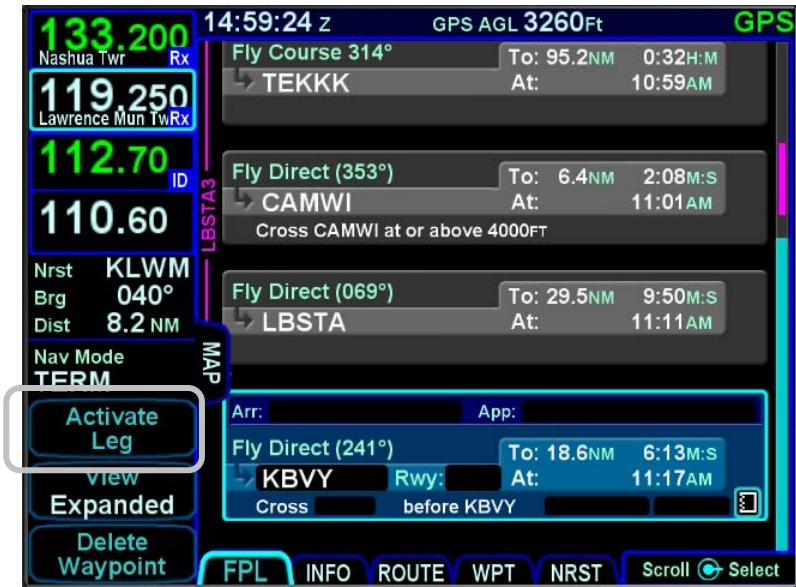 14:59:24 Z GPS AGL 3260Ft GPS
133.200
Nashua Twr Rx
119.250
Lawrence Mun TwRx
112.70 ID
110.60
Nrst KLWM
Brg 040°
Dist 8.2 NM
Nav Mode
TERM
Activate
Leg
View
Expanded
Delete
Waypoint
LBSTA3
MAP
Fly Course 314° To: 95.2NM 0:32H:M
TEKKK At: 10:59AM
Fly Direct (353°) To: 6.4NM 2:08M:S
CAMWI At: 11:01AM
Cross CAMWI at or above 4000FT
Fly Direct (069°) To: 29.5NM 9:50M:S
LBSTA At: 11:11AM
Arr: App:
Fly Direct (241°) To: 18.6NM 6:13M:S
KBVY Rwy: At: 11:17AM
Cross before KBVY
FPL INFO ROUTE WPT NRST Scroll Select